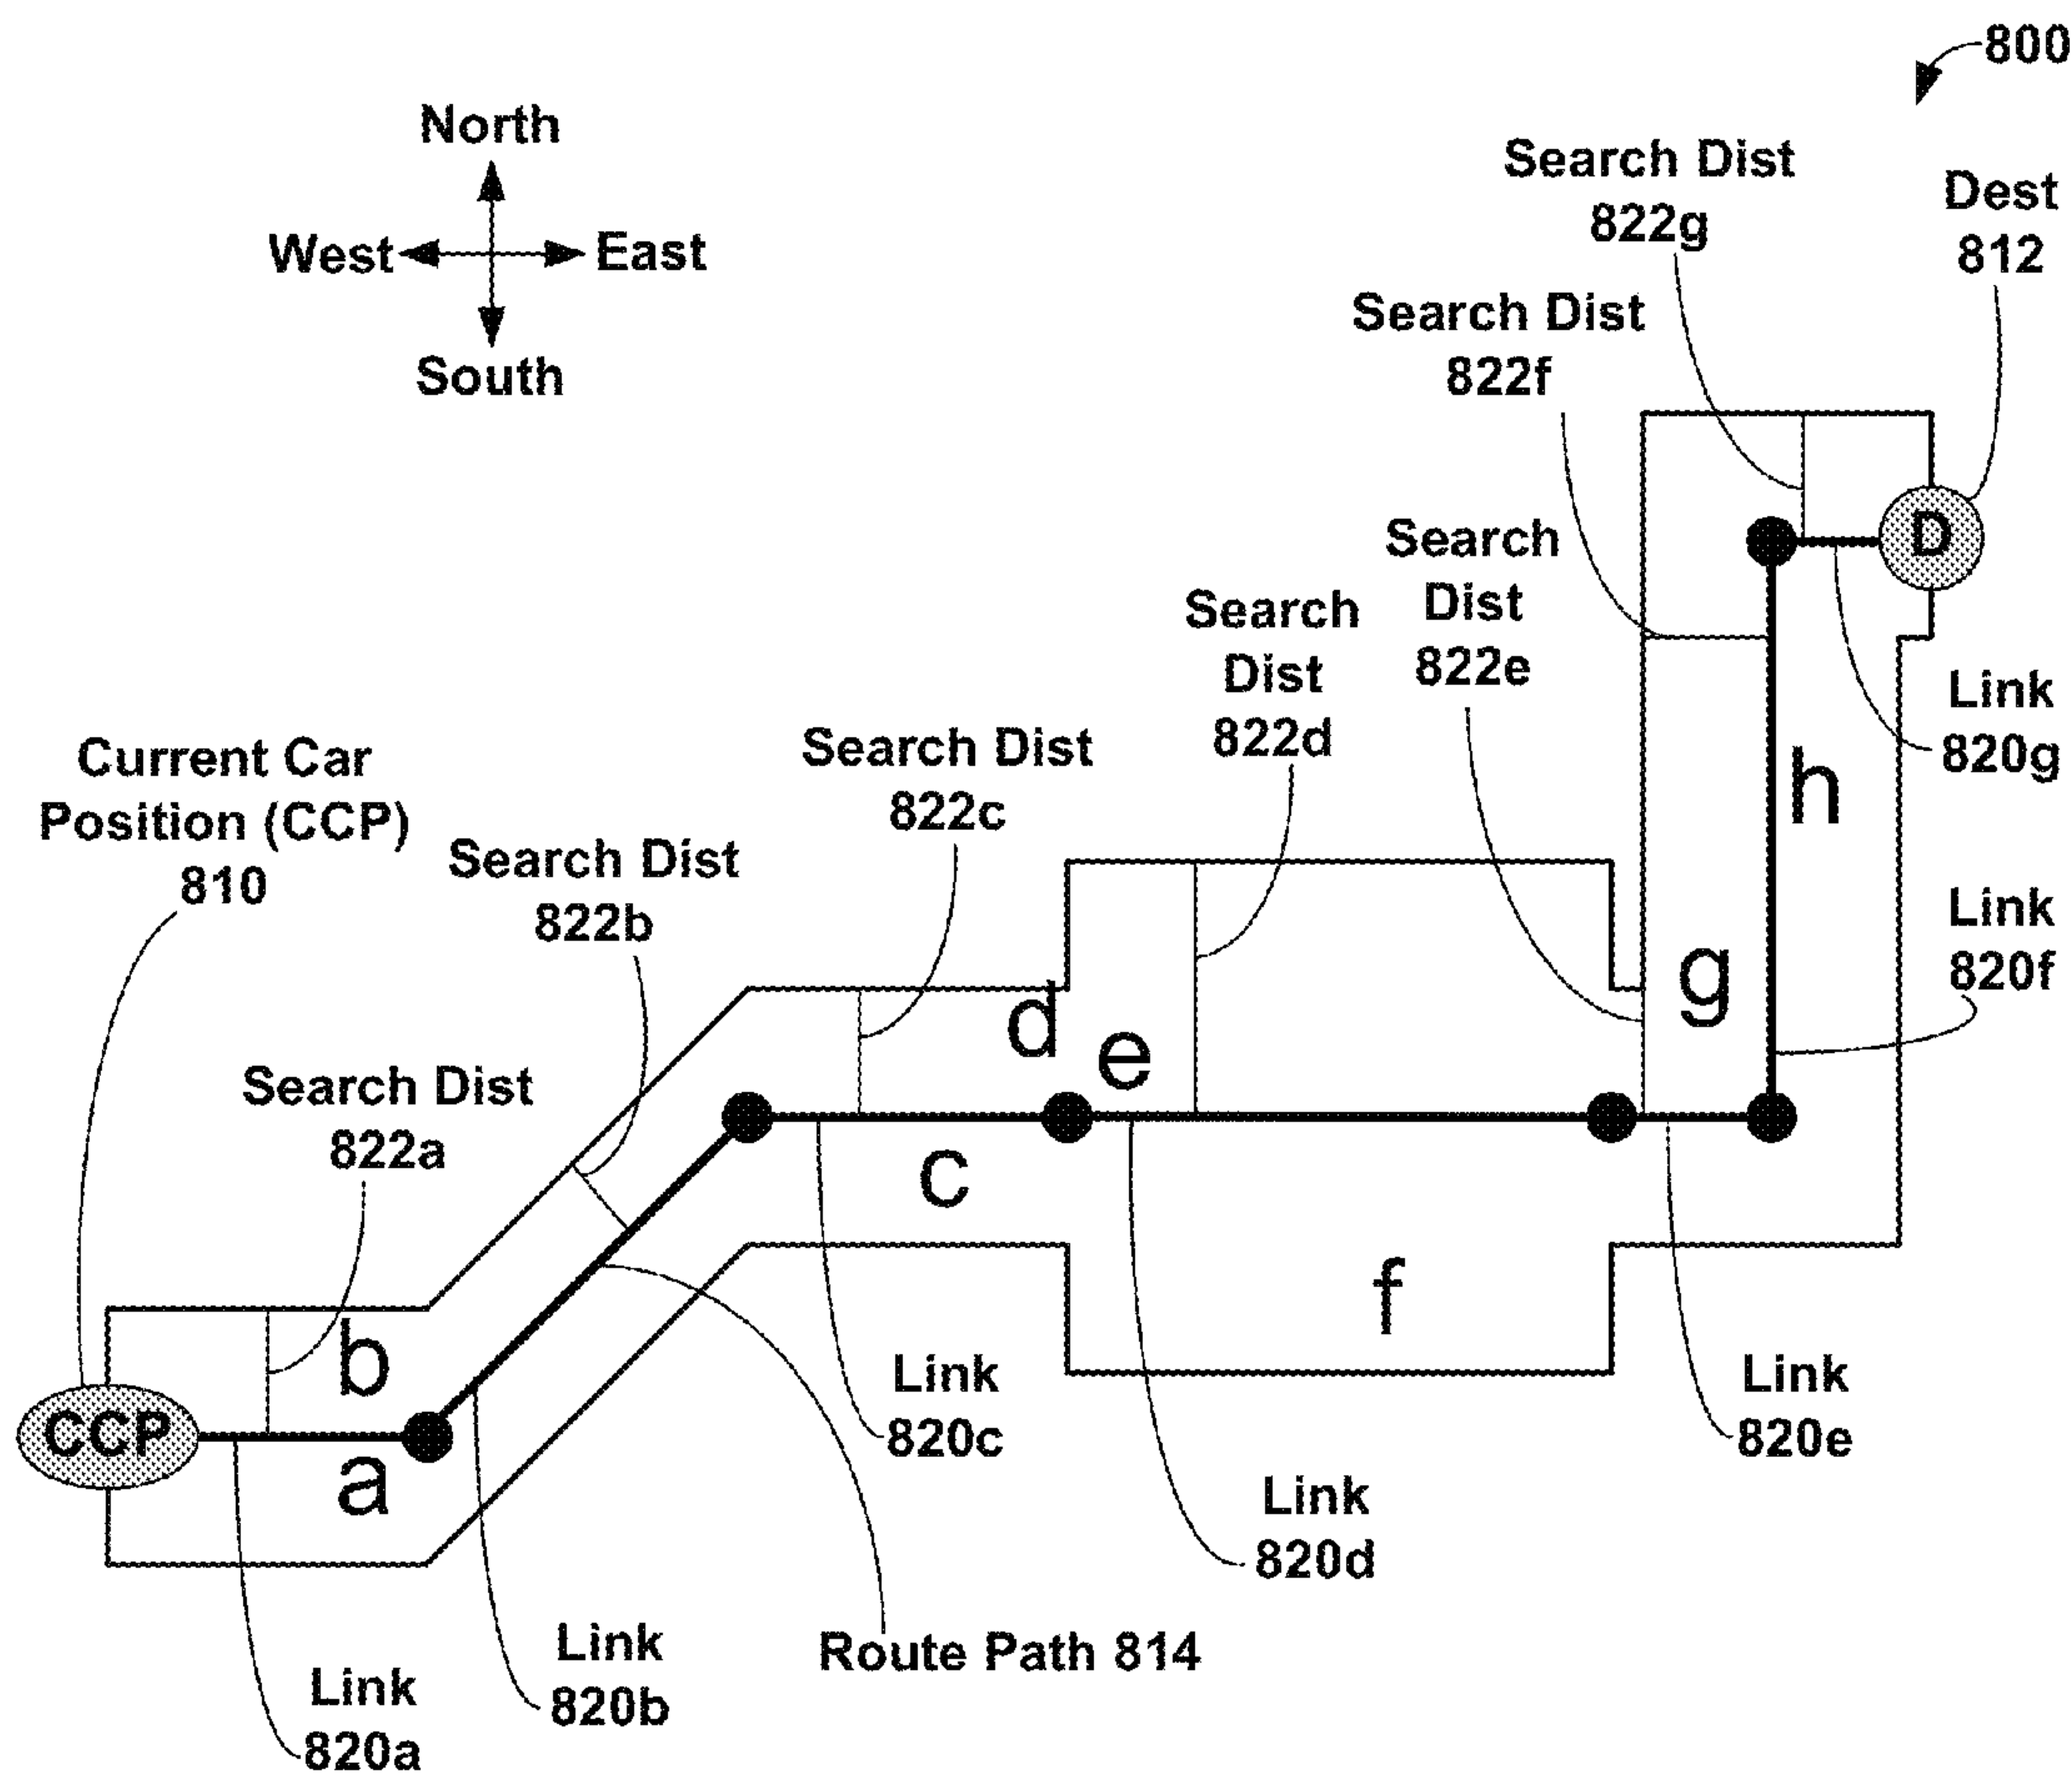 800
North
West
East
South
Search Dist
822g
Dest
812
Search Dist
822f
Search
Dist
822e
Search
Dist
822d
D
Link
820g
Search Dist
822c
Current Car
Position (CCP)
810
Search Dist
822b
h
Link
820f
g
d
e
Search Dist
822a
c
f
b
Link
820c
Link
820e
CCP
a
Link
820d
Route Path 814
Link
820b
Link
820a